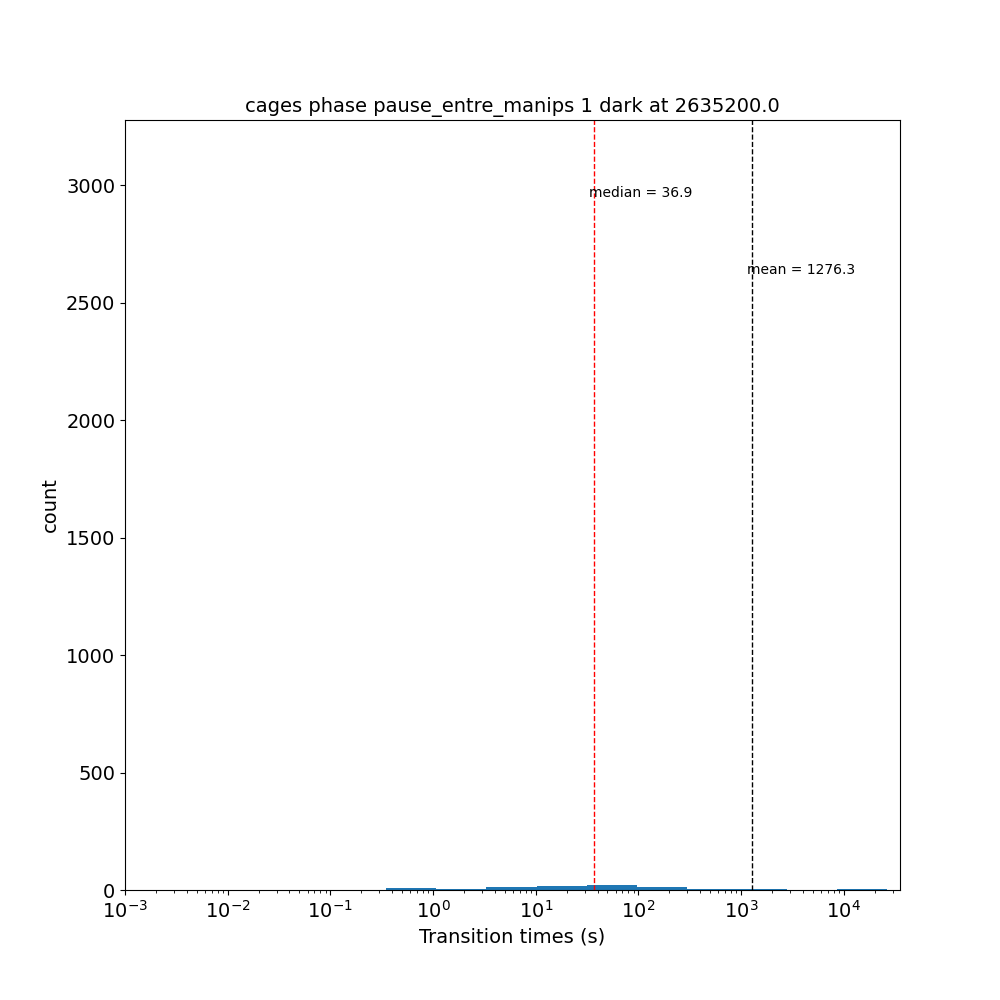 cages phase pause_entre_manips 1 dark at 2635200.0
3000
2500
2000
1500
1000
500
0
count
median = 36.9
mean = 1276.3
10⁻³ 10⁻² 10⁻¹ 10⁰ 10¹ 10² 10³ 10⁴
Transition times (s)